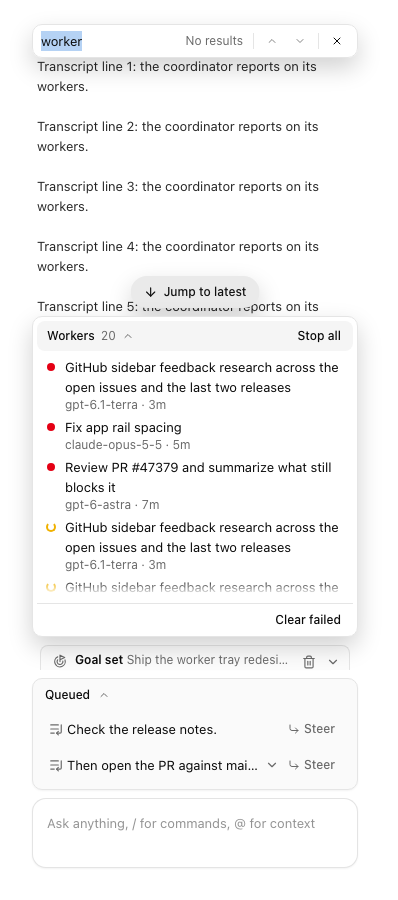 worker
No results
Transcript line 1: the coordinator reports on its
workers.
Transcript line 2: the coordinator reports on its
workers.
Transcript line 3: the coordinator reports on its
workers.
Transcript line 4: the coordinator reports on its
workers.
Jump to latest
Transcript line 5: the coordinator reports on its
Workers 20
Stop all
GitHub sidebar feedback research across the
open issues and the last two releases
gpt-6.1-terra · 3m
Fix app rail spacing
claude-opus-5-5 · 5m
Review PR #47379 and summarize what still
blocks it
gpt-6-astra · 7m
GitHub sidebar feedback research across the
open issues and the last two releases
gpt-6.1-terra · 3m
GitHub sidebar feedback research across the
Clear failed
Goal set Ship the worker tray redesi...
Queued
Check the release notes.
Steer
Then open the PR against mai...
Steer
Ask anything, / for commands, @ for context